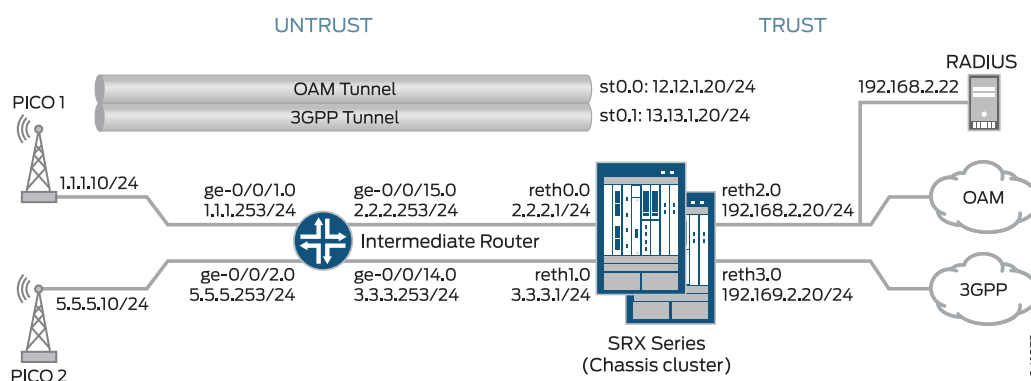 UNTRUST
TRUST
RADIUS
192.168.2.22
OAM Tunnel
st0.0: 12.12.1.20/24
3GPP Tunnel
st0.1: 13.13.1.20/24
PICO 1
1.1.1.10/24
ge-0/0/1.0
1.1.1.253/24
ge-0/0/15.0
2.2.2.253/24
reth0.0
2.2.2.1/24
reth2.0
192.168.2.20/24
OAM
Intermediate Router
5.5.5.10/24
ge-0/0/2.0
5.5.5.253/24
ge-0/0/14.0
3.3.3.253/24
reth1.0
3.3.3.1/24
reth3.0
192.169.2.20/24
3GPP
PICO 2
SRX Series
(Chassis cluster)